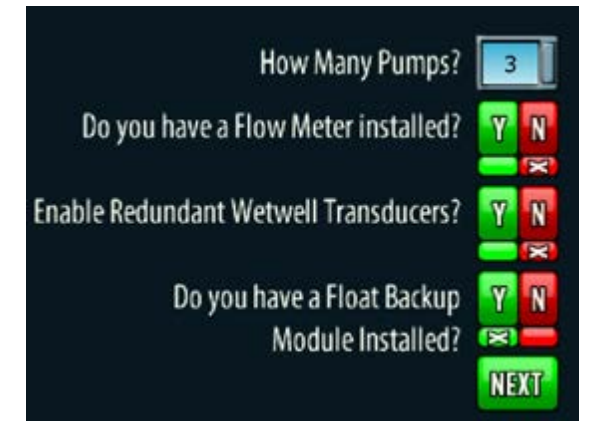 How Many Pumps? 3
Do you have a Flow Meter installed? Y N
Enable Redundant Wetwell Transducers? Y N
Do you have a Float Backup Y N
Module Installed?
NEXT